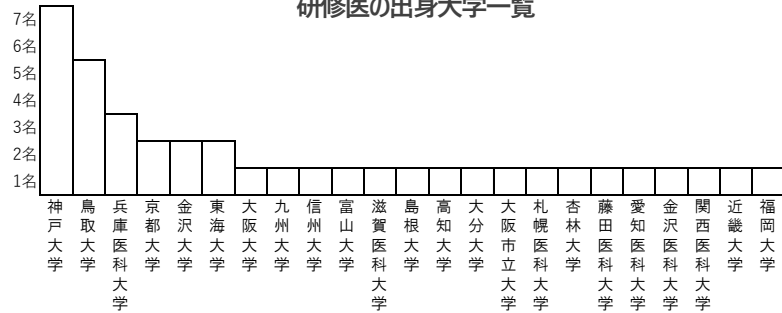 研修医の出身大学一覧
7名
6名
5名
4名
3名
2名
1名
神戸大学
鳥取大学
兵庫医科大学
京都大学
金沢大学
東海大学
大阪大学
九州大学
信州大学
富山大学
滋賀医科大学
島根大学
高知大学
大分大学
大阪市立大学
札幌医科大学
杏林大学
藤田医科大学
愛知医科大学
金沢医科大学
関西医科大学
近畿大学
福岡大学